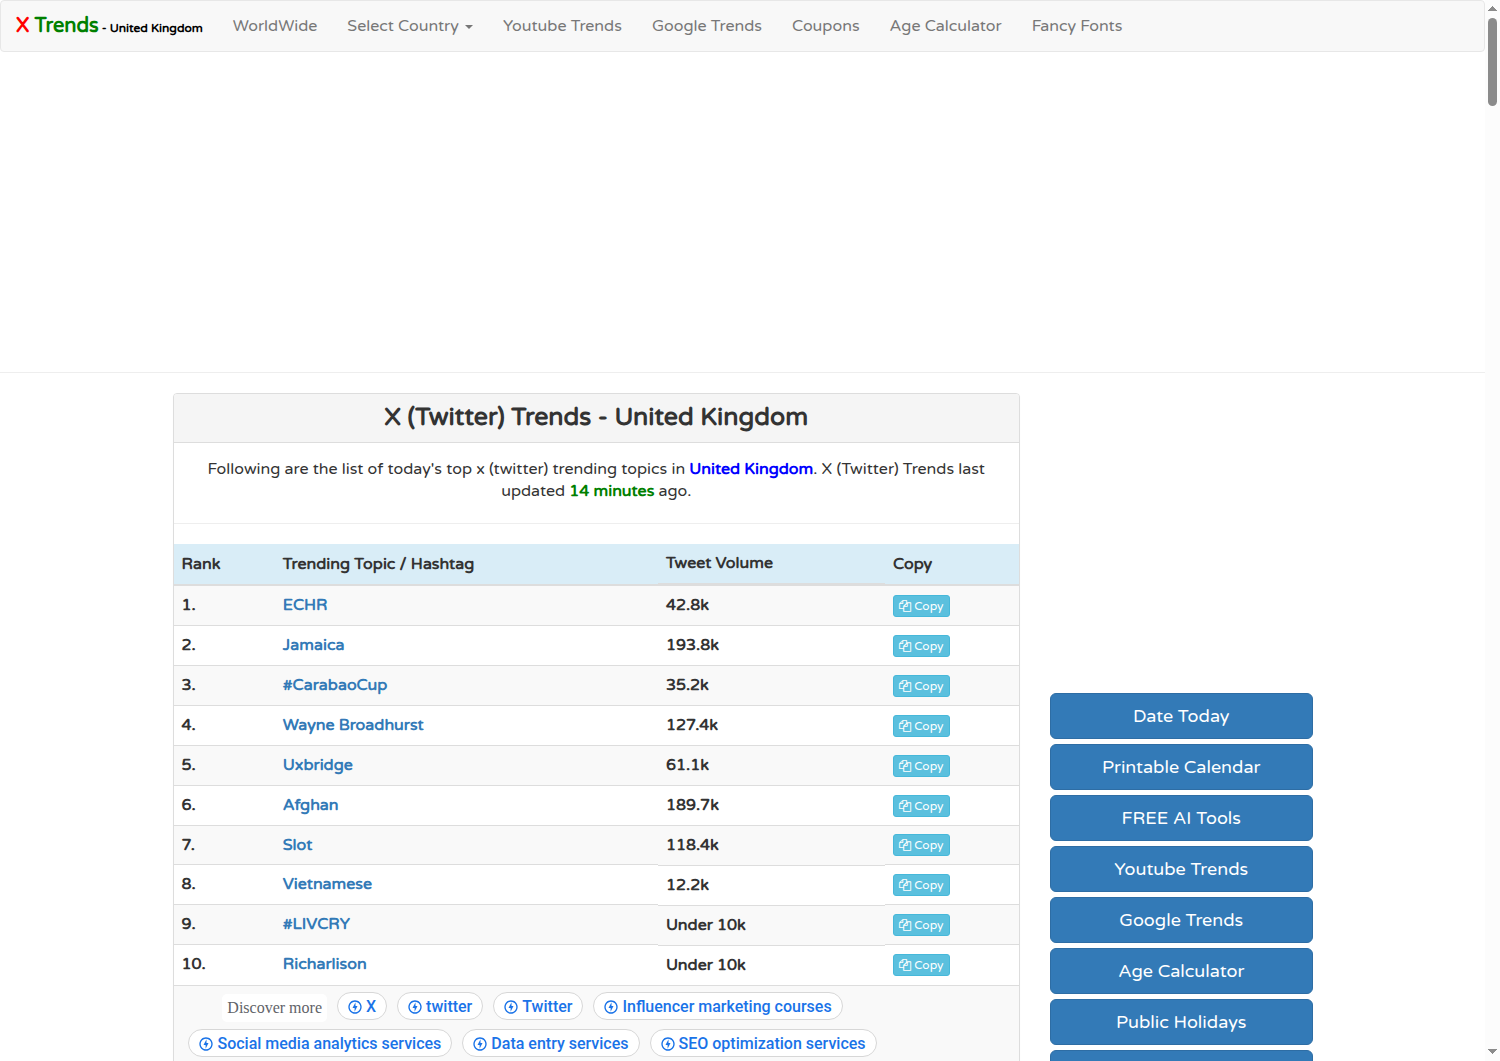 X Trends - United Kingdom WorldWide Select Country Youtube Trends Google Trends Coupons Age Calculator Fancy Fonts
X (Twitter) Trends - United Kingdom
Following are the list of today's top x (twitter) trending topics in United Kingdom. X (Twitter) Trends last
updated 14 minutes ago.
Rank Trending Topic / Hashtag Tweet Volume Copy
1. ECHR 42.8k Copy
2. Jamaica 193.8k Copy
3. #CarabaoCup 35.2k Copy
4. Wayne Broadhurst 127.4k Copy
5. Uxbridge 61.1k Copy
6. Afghan 189.7k Copy
7. Slot 118.4k Copy
8. Vietnamese 12.2k Copy
9. #LIVCRY Under 10k Copy
10. Richarlison Under 10k Copy
Discover more X twitter Twitter Influencer marketing courses
Social media analytics services Data entry services SEO optimization services
Date Today
Printable Calendar
FREE AI Tools
Youtube Trends
Google Trends
Age Calculator
Public Holidays